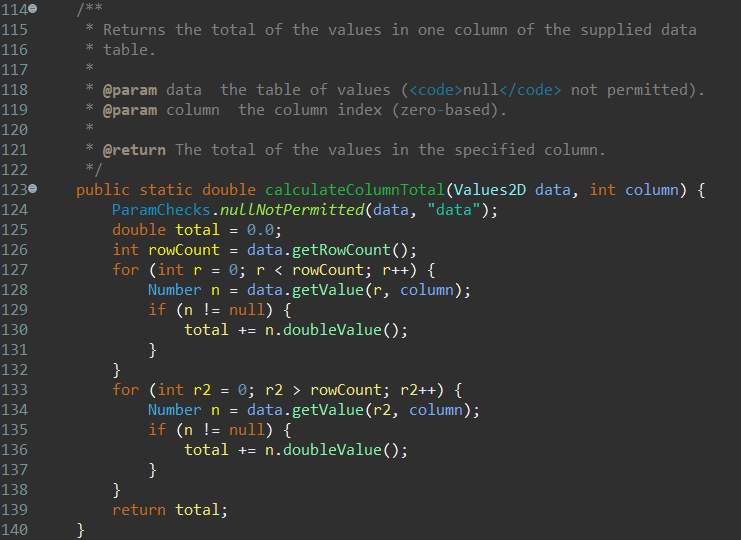 114 /**
115 * Returns the total of the values in one column of the supplied data
116 * table.
117 *
118 * @param data  the table of values (<code>null</code> not permitted).
119 * @param column  the column index (zero-based).
120 *
121 * @return The total of the values in the specified column.
122 */
123 public static double calculateColumnTotal(Values2D data, int column) {
124 ParamChecks.nullNotPermitted(data, "data");
125 double total = 0.0;
126 int rowCount = data.getRowCount();
127 for (int r = 0; r < rowCount; r++) {
128 Number n = data.getValue(r, column);
129 if (n != null) {
130 total += n.doubleValue();
131 }
132 }
133 for (int r2 = 0; r2 > rowCount; r2++) {
134 Number n = data.getValue(r2, column);
135 if (n != null) {
136 total += n.doubleValue();
137 }
138 }
139 return total;
140 }